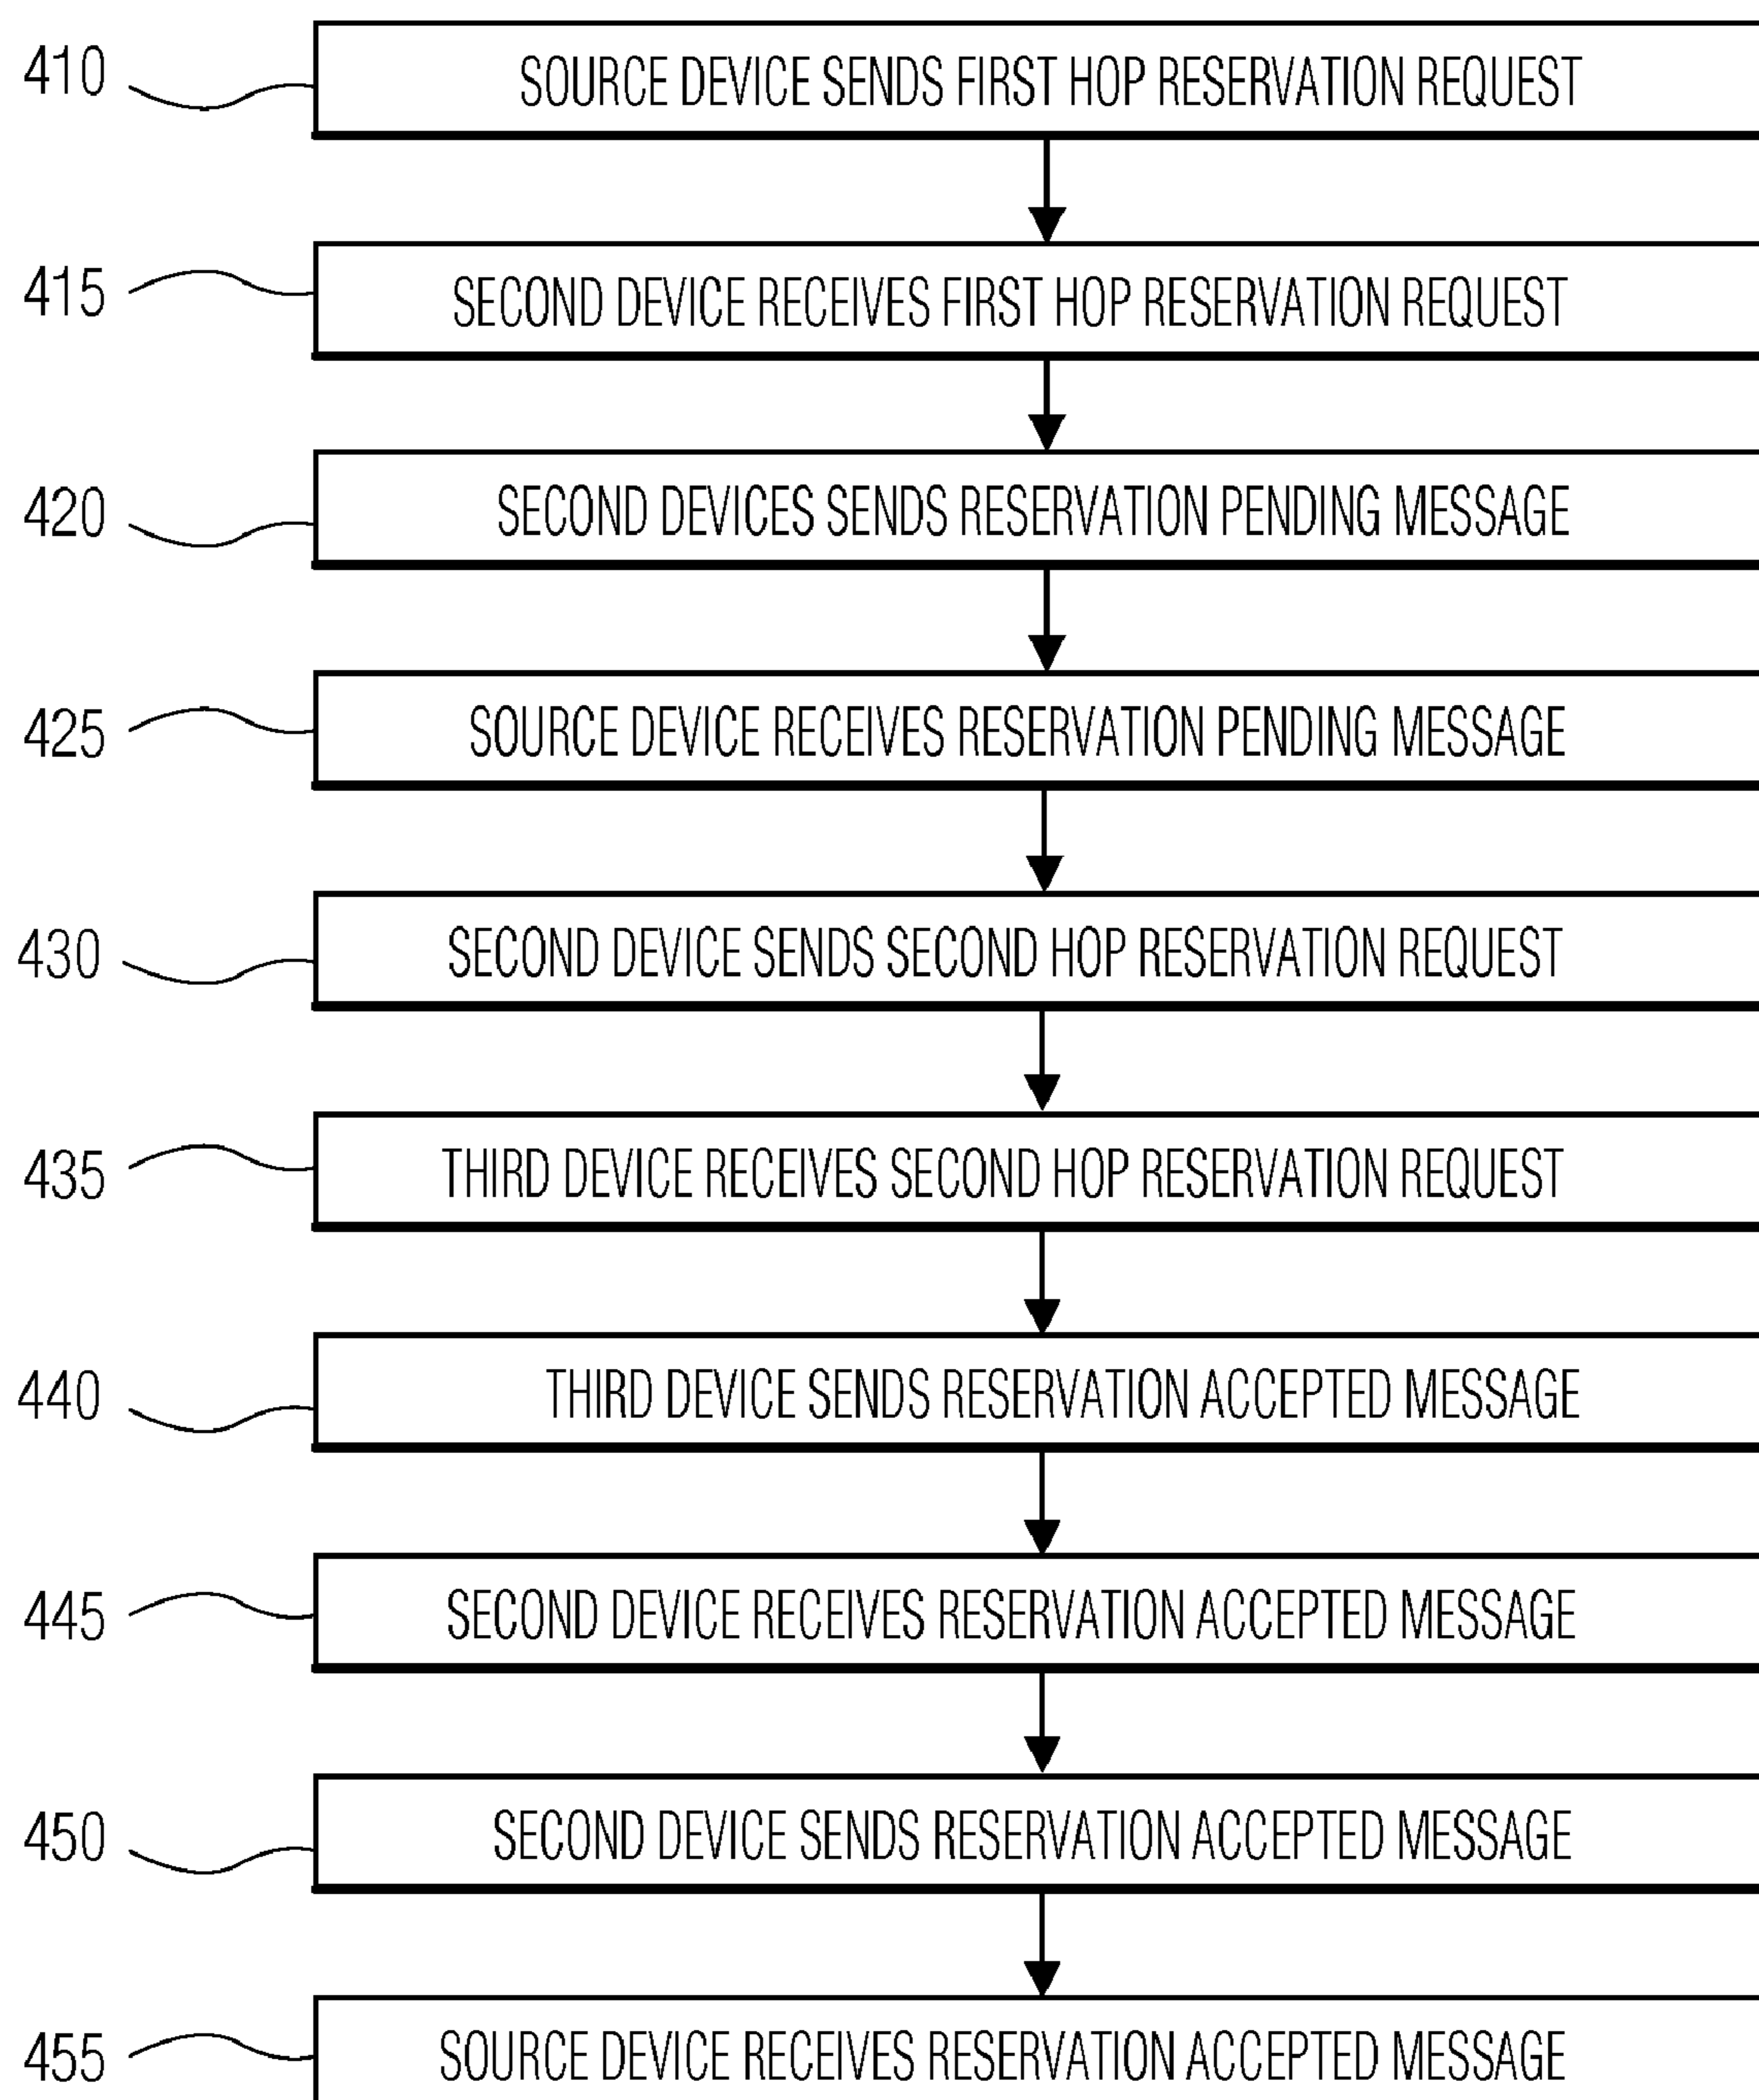 410 SOURCE DEVICE SENDS FIRST HOP RESERVATION REQUEST
415 SECOND DEVICE RECEIVES FIRST HOP RESERVATION REQUEST
420 SECOND DEVICES SENDS RESERVATION PENDING MESSAGE
425 SOURCE DEVICE RECEIVES RESERVATION PENDING MESSAGE
430 SECOND DEVICE SENDS SECOND HOP RESERVATION REQUEST
435 THIRD DEVICE RECEIVES SECOND HOP RESERVATION REQUEST
440 THIRD DEVICE SENDS RESERVATION ACCEPTED MESSAGE
445 SECOND DEVICE RECEIVES RESERVATION ACCEPTED MESSAGE
450 SECOND DEVICE SENDS RESERVATION ACCEPTED MESSAGE
455 SOURCE DEVICE RECEIVES RESERVATION ACCEPTED MESSAGE